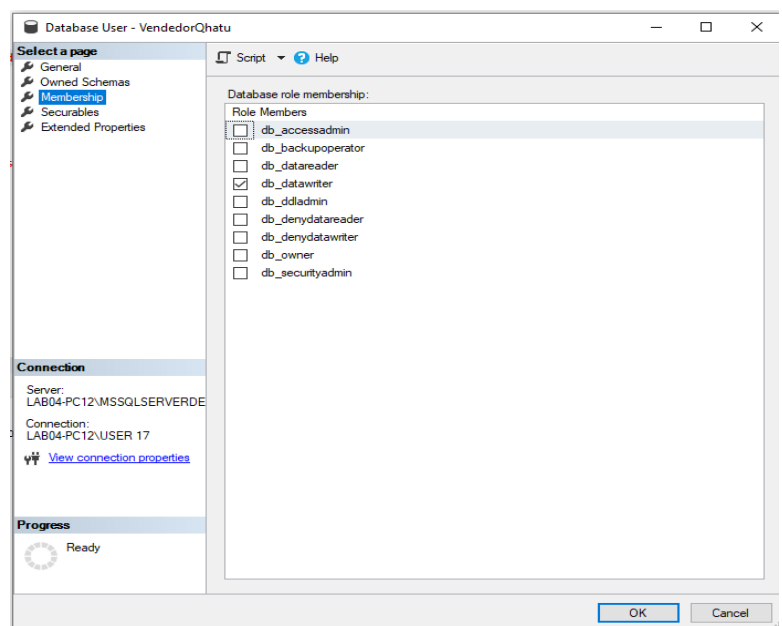 Database User - VendedorQhatu
Select a page
General
Owned Schemas
Membership
Securables
Extended Properties
Script
Help
Database role membership:
Role Members
db_accessadmin
db_backupoperator
db_datareader
db_datawriter
db_ddladmin
db_denydatareader
db_denydatawriter
db_owner
db_securityadmin
Connection
Server:
LAB04-PC12\MSSQLSERVERDE
Connection:
LAB04-PC12\USER 17
View connection properties
Progress
Ready
OK
Cancel